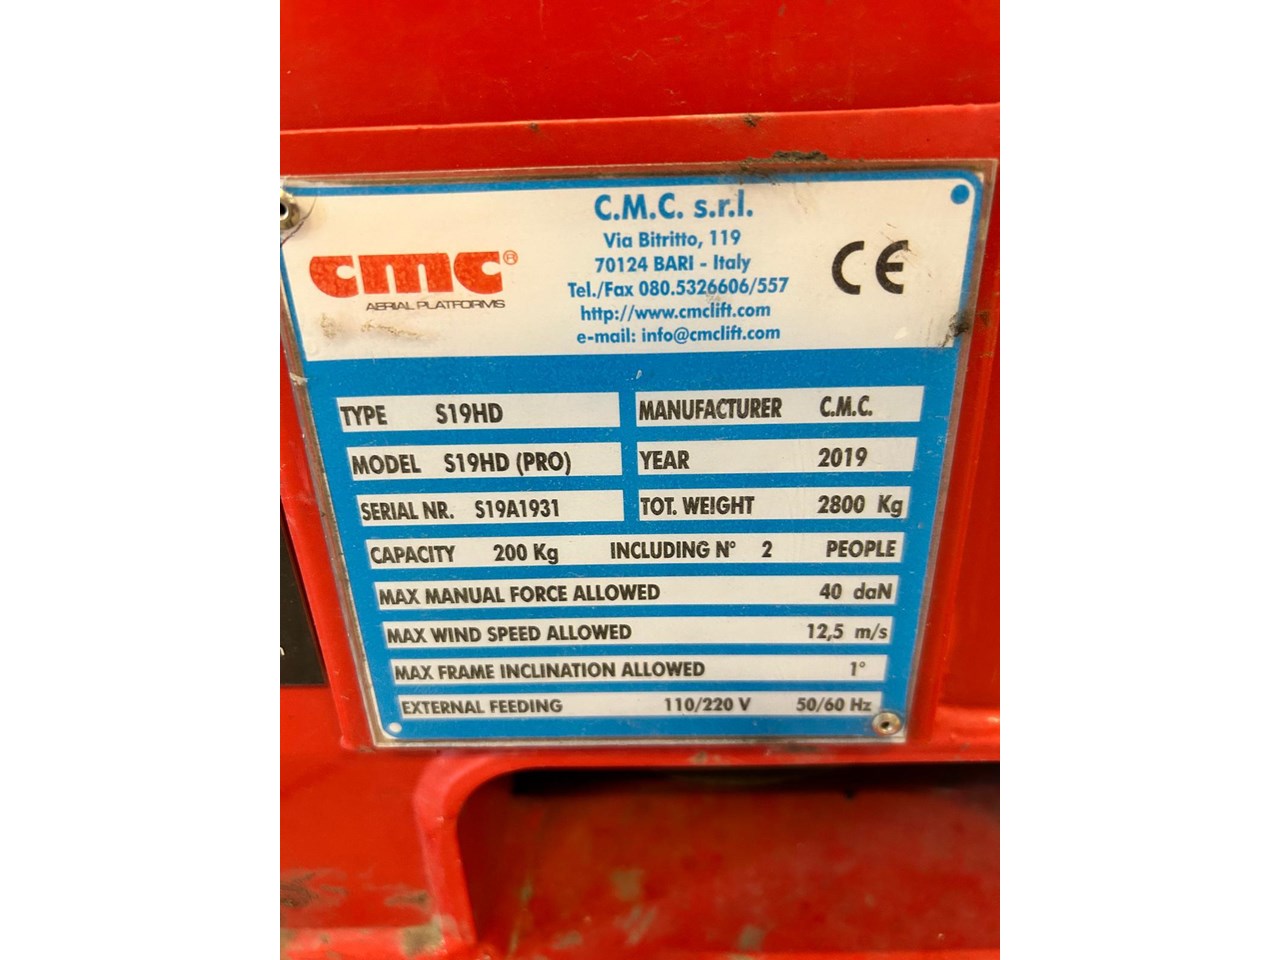 C.M.C. s.r.l.
Via Bitritto, 119
70124 BARI - Italy
Tel./Fax 080.5326606/557
http://www.cmclift.com
e-mail: info@cmclift.com
cmc®
AERIAL PLATFORMS
CE
TYPE S19HD
MANUFACTURER C.M.C.
MODEL S19HD (PRO)
YEAR 2019
SERIAL NR. S19A1931
TOT. WEIGHT 2800 Kg
CAPACITY 200 Kg INCLUDING N° 2 PEOPLE
MAX MANUAL FORCE ALLOWED 40 daN
MAX WIND SPEED ALLOWED 12,5 m/s
MAX FRAME INCLINATION ALLOWED 1°
EXTERNAL FEEDING 110/220 V 50/60 Hz